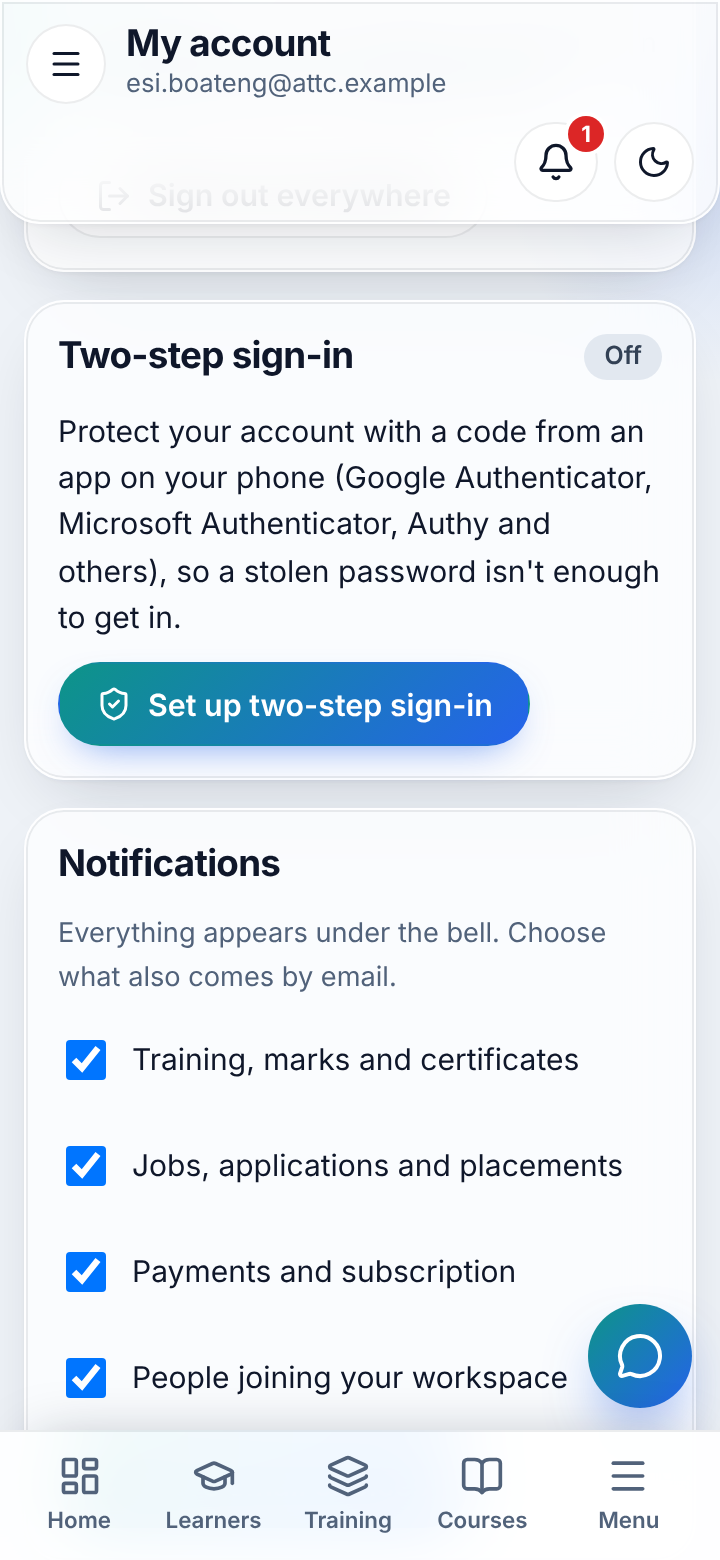 My account
esi.boateng@attc.example
1
Sign out everywhere
Two-step sign-in
Off
Protect your account with a code from an
app on your phone (Google Authenticator,
Microsoft Authenticator, Authy and
others), so a stolen password isn't enough
to get in.
Set up two-step sign-in
Notifications
Everything appears under the bell. Choose
what also comes by email.
Training, marks and certificates
Jobs, applications and placements
Payments and subscription
People joining your workspace
Home
Learners
Training
Courses
Menu